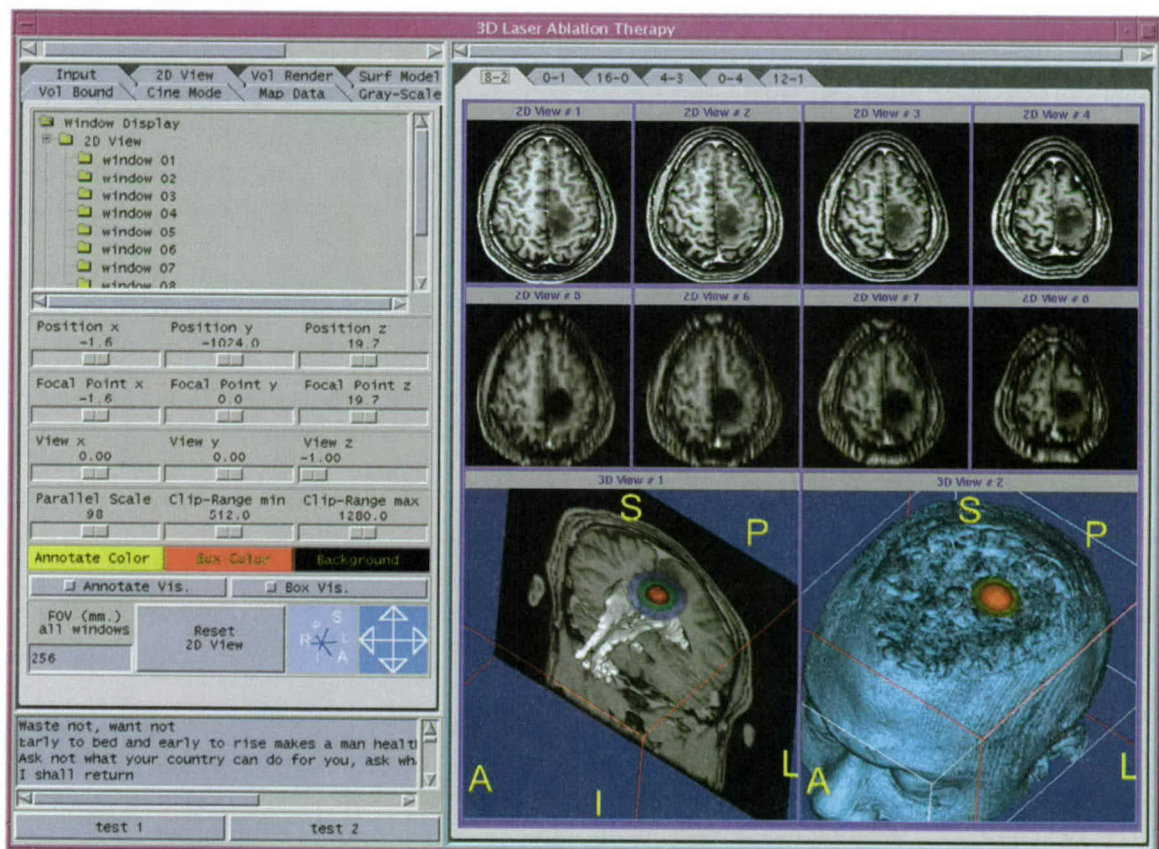 3D Laser Ablation Therapy
Input 2D View Vol Render Surf Model
Vol Bound Cine Mode Map Data Gray-Scale
Window Display
2D View
window 01
window 02
window 03
window 04
window 05
window 06
window 07
window 08
Position x Position y Position z
-1.6 -1024.0 19.7
Focal Point x Focal Point y Focal Point z
-1.6 0.0 19.7
View x View y View z
0.00 0.00 -1.00
Parallel Scale Clip-Range min Clip-Range max
98 512.0 1280.0
Annotate Color Box Color Background
Annotate Vis. Box Vis.
FOV (mm.)
all windows
256
Reset
2D View
S
R L
I A
Waste not, want not
Early to bed and early to rise makes a man healt
Ask not what your country can do for you, ask wha
I shall return
test 1 test 2
8-2 0-1 16-0 4-3 0-4 12-1
2D View # 1 2D View # 2 2D View # 3 2D View # 4
2D View # 5 2D View # 6 2D View # 7 2D View # 8
3D View # 1 3D View # 2
S P S P
A I L A L